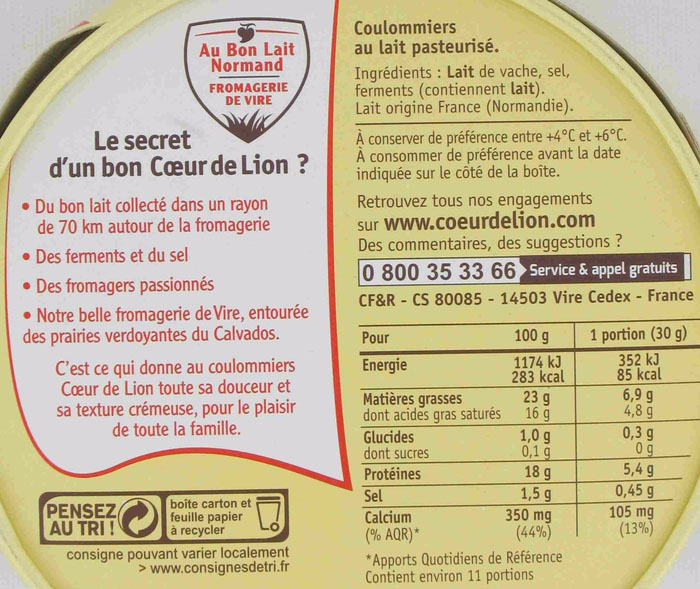 Au Bon Lait
Normand
FROMAGERIE
DE VIRE
Le secret
d'un bon Cœur de Lion ?
• Du bon lait collecté dans un rayon
de 70 km autour de la fromagerie
• Des ferments et du sel
• Des fromagers passionnés
• Notre belle fromagerie de Vire, entourée
des prairies verdoyantes du Calvados.
C'est ce qui donne au coulommiers
Cœur de Lion toute sa douceur et
sa texture crémeuse, pour le plaisir
de toute la famille.
PENSEZ
AU TRI !
boîte carton et
feuille papier
à recycler
consigne pouvant varier localement
> www.consignesdetri.fr
Coulommiers
au lait pasteurisé.
Ingrédients : Lait de vache, sel,
ferments (contiennent lait).
Lait origine France (Normandie).
À conserver de préférence entre +4°C et +6°C.
À consommer de préférence avant la date
indiquée sur le côté de la boîte.
Retrouvez tous nos engagements
sur www.coeurdelion.com
Des commentaires, des suggestions ?
0 800 35 33 66 Service & appel gratuits
CF&R - CS 80085 - 14503 Vire Cedex - France
Pour 100 g 1 portion (30 g)
Energie 1174 kJ 352 kJ
283 kcal 85 kcal
Matières grasses 23 g 6,9 g
dont acides gras saturés 16 g 4,8 g
Glucides 1,0 g 0,3 g
dont sucres 0,1 g 0 g
Protéines 18 g 5,4 g
Sel 1,5 g 0,45 g
Calcium 350 mg 105 mg
(% AQR)* (44%) (13%)
*Apports Quotidiens de Référence
Contient environ 11 portions